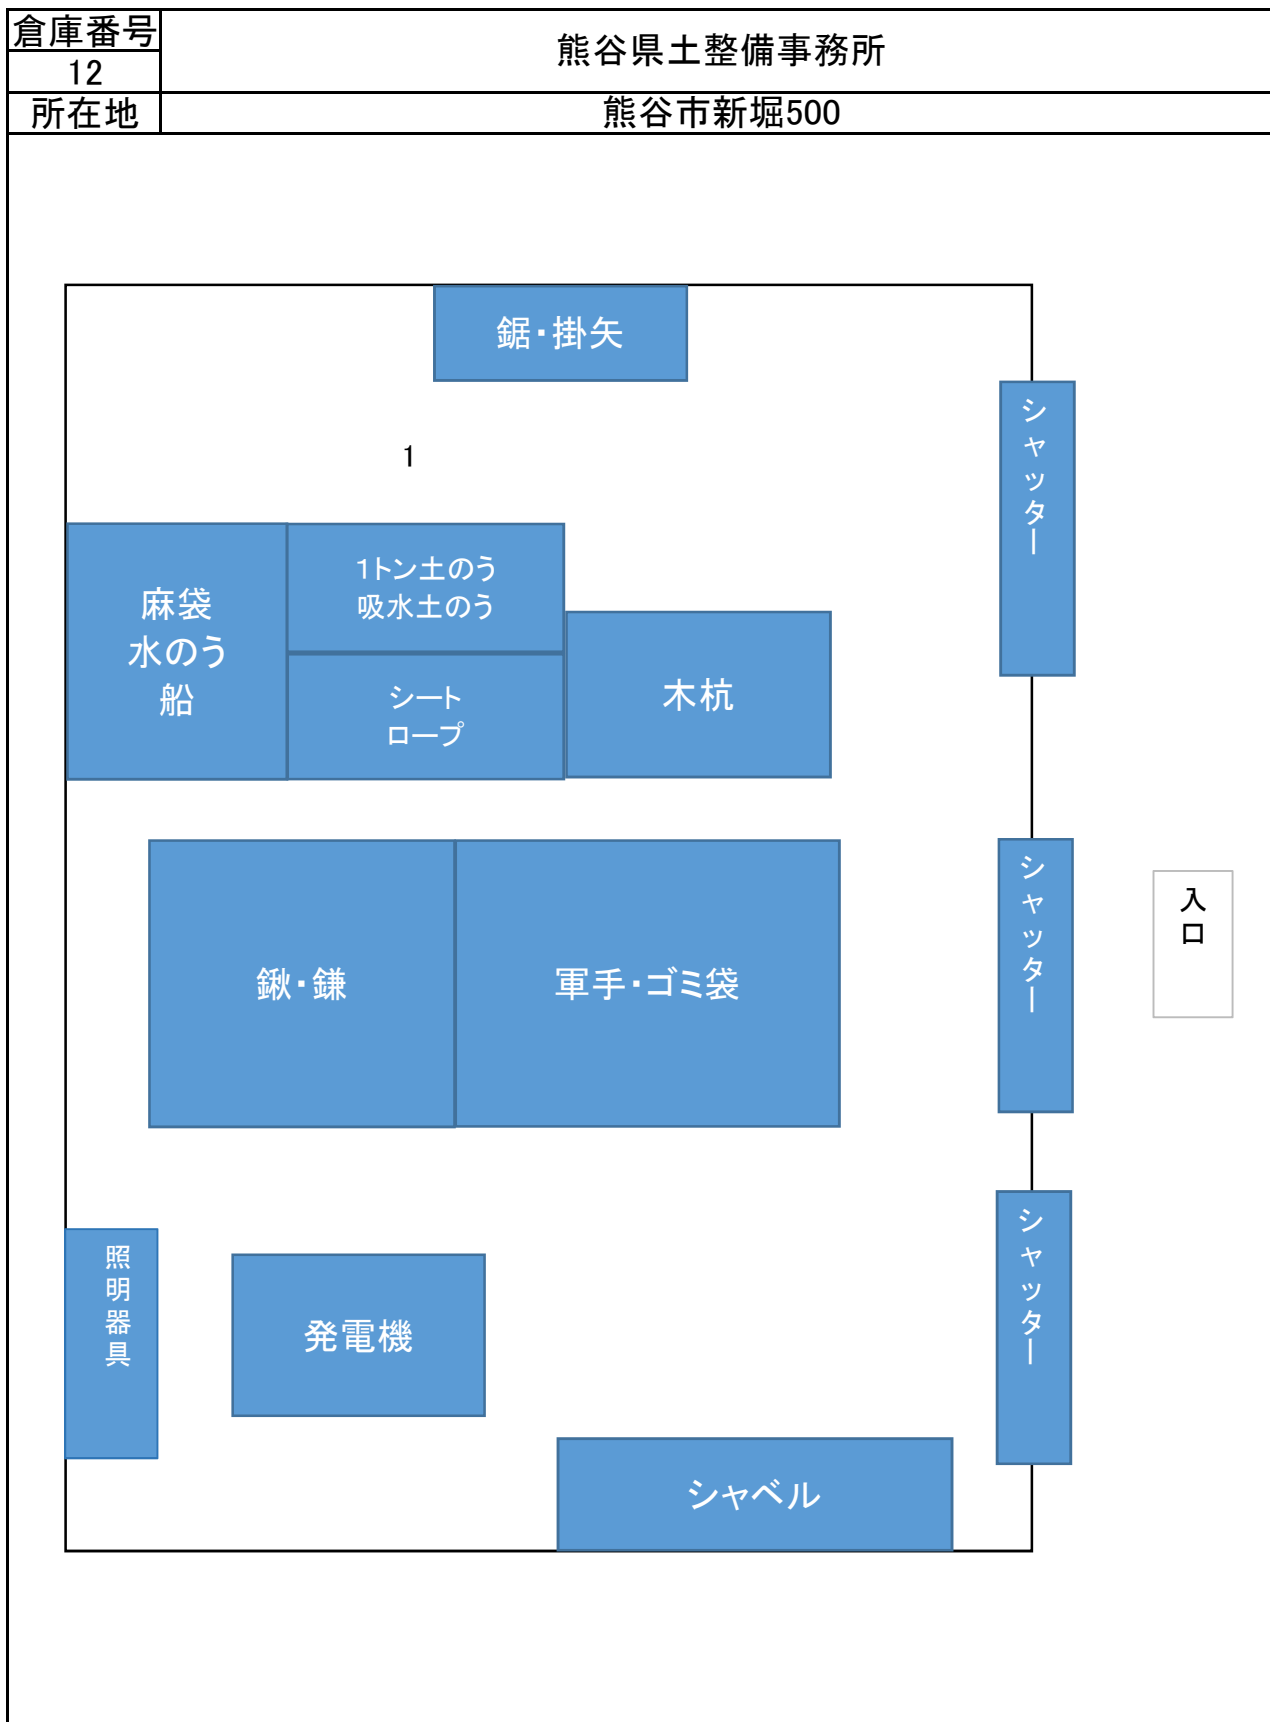 倉庫番号
12
熊谷県土整備事務所
所在地
熊谷市新堀500
鋸・掛矢
シャッター
1
麻袋
水のう
船
1トン土のう
吸水土のう
シート
ロープ
木杭
鍬・鎌
軍手・ゴミ袋
シャッター
入口
照明器具
発電機
シャッター
シャベル